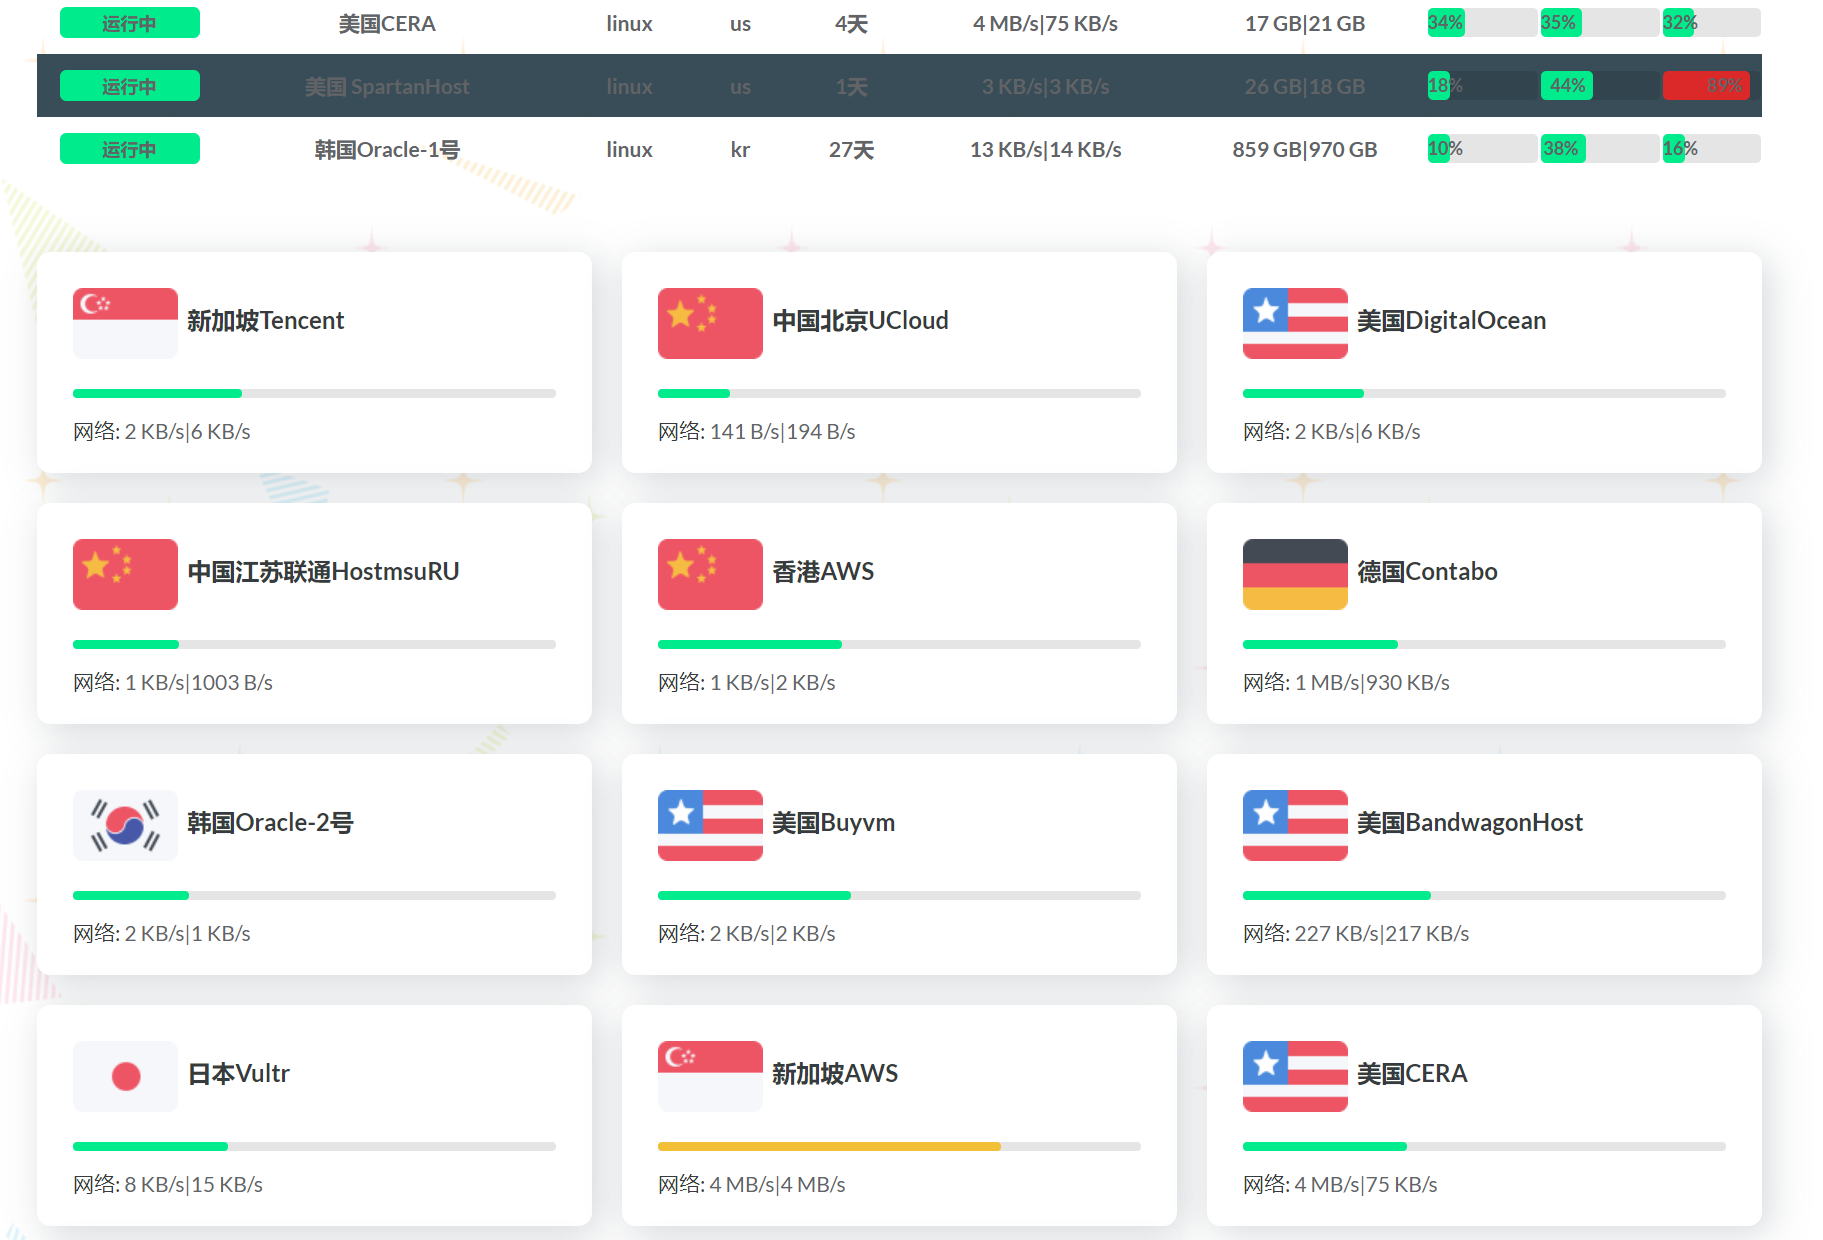 运行中 美国CERA linux us 4天 4 MB/s|75 KB/s 17 GB|21 GB 34% 35% 32%
运行中 美国 SpartanHost linux us 1天 3 KB/s|3 KB/s 26 GB|18 GB 18% 44% 89%
运行中 韩国Oracle-1号 linux kr 27天 13 KB/s|14 KB/s 859 GB|970 GB 10% 38% 16%
新加坡Tencent
网络: 2 KB/s|6 KB/s
中国北京UCloud
网络: 141 B/s|194 B/s
美国DigitalOcean
网络: 2 KB/s|6 KB/s
中国江苏联通HostmsuRU
网络: 1 KB/s|1003 B/s
香港AWS
网络: 1 KB/s|2 KB/s
德国Contabo
网络: 1 MB/s|930 KB/s
韩国Oracle-2号
网络: 2 KB/s|1 KB/s
美国Buyvm
网络: 2 KB/s|2 KB/s
美国BandwagonHost
网络: 227 KB/s|217 KB/s
日本Vultr
网络: 8 KB/s|15 KB/s
新加坡AWS
网络: 4 MB/s|4 MB/s
美国CERA
网络: 4 MB/s|75 KB/s